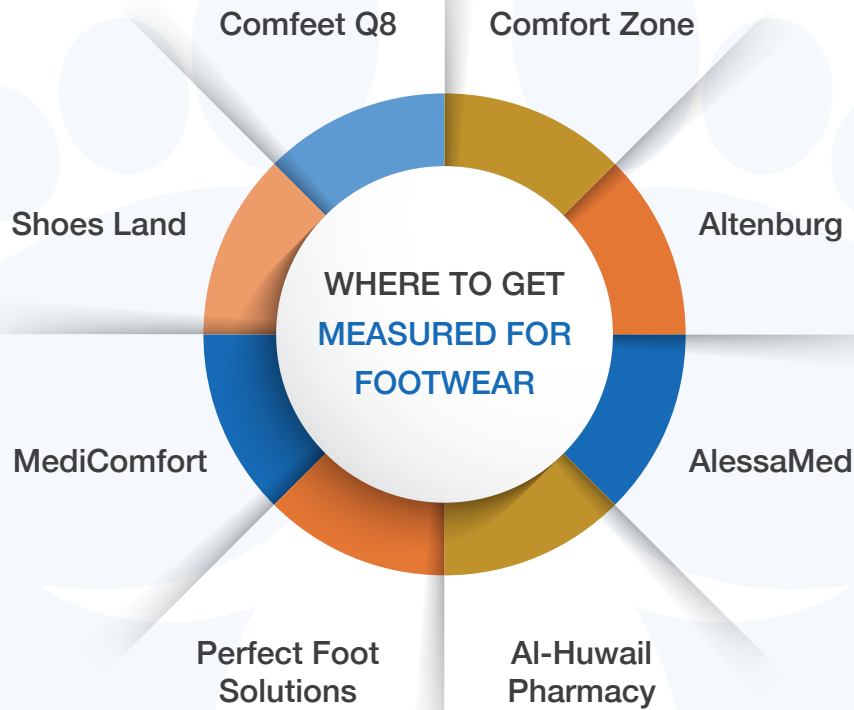 Comfeet Q8
Comfort Zone
Shoes Land
Altenburg
WHERE TO GET
MEASURED FOR
FOOTWEAR
MediComfort
AlessaMed
Perfect Foot
Solutions
Al-Huwail
Pharmacy